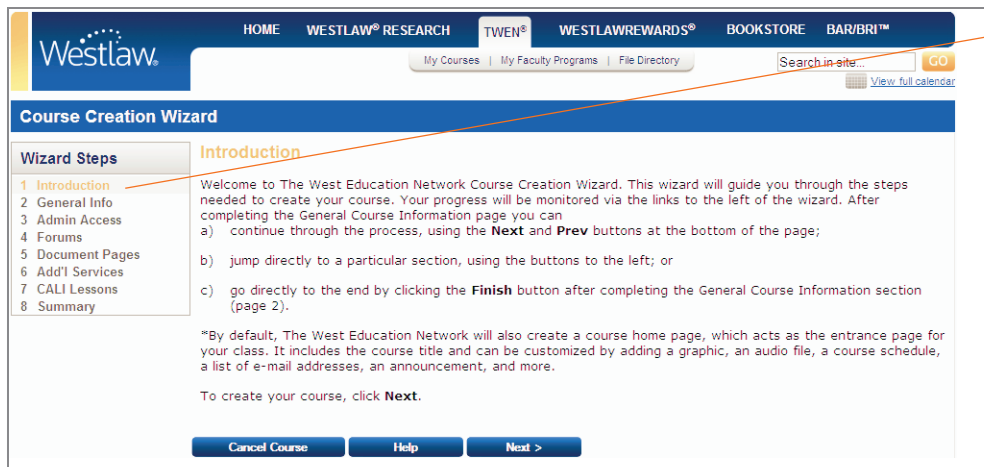 HOME WESTLAW® RESEARCH TWEN® WESTLAWREWARDS® BOOKSTORE BAR/BRI™
Westlaw®
My Courses | My Faculty Programs | File Directory
Search in site... GO
View full calendar
Course Creation Wizard
Wizard Steps
1 Introduction
2 General Info
3 Admin Access
4 Forums
5 Document Pages
6 Add'l Services
7 CALI Lessons
8 Summary
Introduction
Welcome to The West Education Network Course Creation Wizard. This wizard will guide you through the steps
needed to create your course. Your progress will be monitored via the links to the left of the wizard. After
completing the General Course Information page you can
a) continue through the process, using the Next and Prev buttons at the bottom of the page;
b) jump directly to a particular section, using the buttons to the left; or
c) go directly to the end by clicking the Finish button after completing the General Course Information section
(page 2).
*By default, The West Education Network will also create a course home page, which acts as the entrance page for
your class. It includes the course title and can be customized by adding a graphic, an audio file, a course schedule,
a list of e-mail addresses, an announcement, and more.
To create your course, click Next.
Cancel Course Help Next >